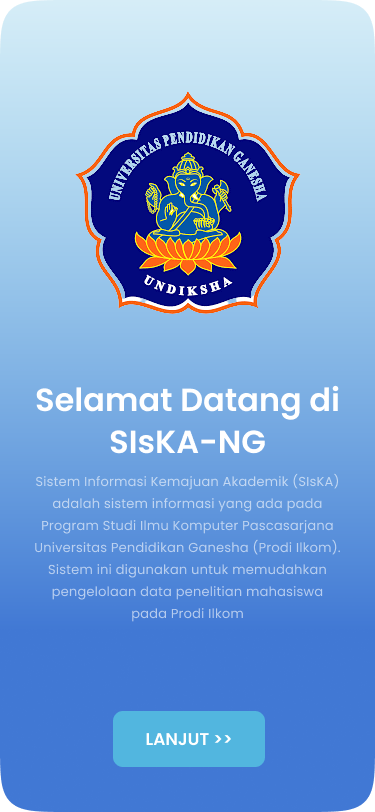 UNIVERSITAS PENDIDIKAN GANESHA
UNDIKSHA
Selamat Datang di
SIsKA-NG
Sistem Informasi Kemajuan Akademik (SIsKA)
adalah sistem informasi yang ada pada
Program Studi Ilmu Komputer Pascasarjana
Universitas Pendidikan Ganesha (Prodi Ilkom).
Sistem ini digunakan untuk memudahkan
pengelolaan data penelitian mahasiswa
pada Prodi Ilkom
LANJUT >>